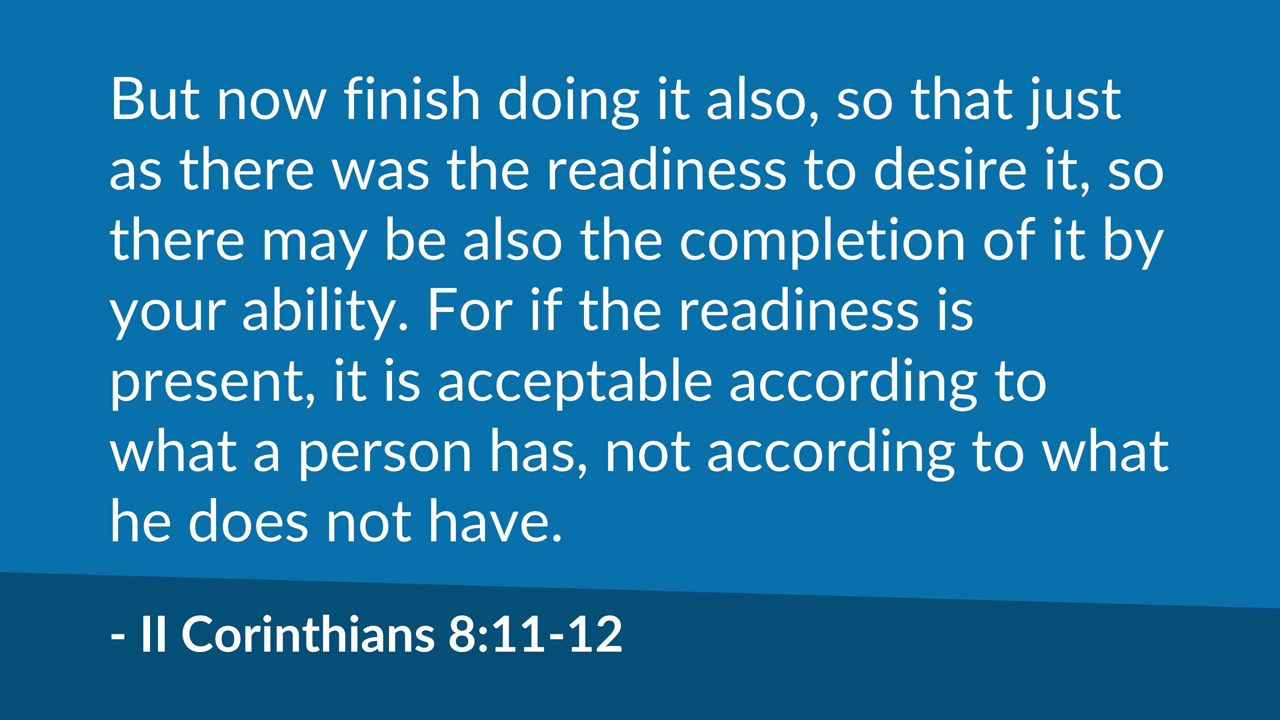 But now finish doing it also, so that just
as there was the readiness to desire it, so
there may be also the completion of it by
your ability. For if the readiness is
present, it is acceptable according to
what a person has, not according to what
he does not have.
- II Corinthians 8:11-12